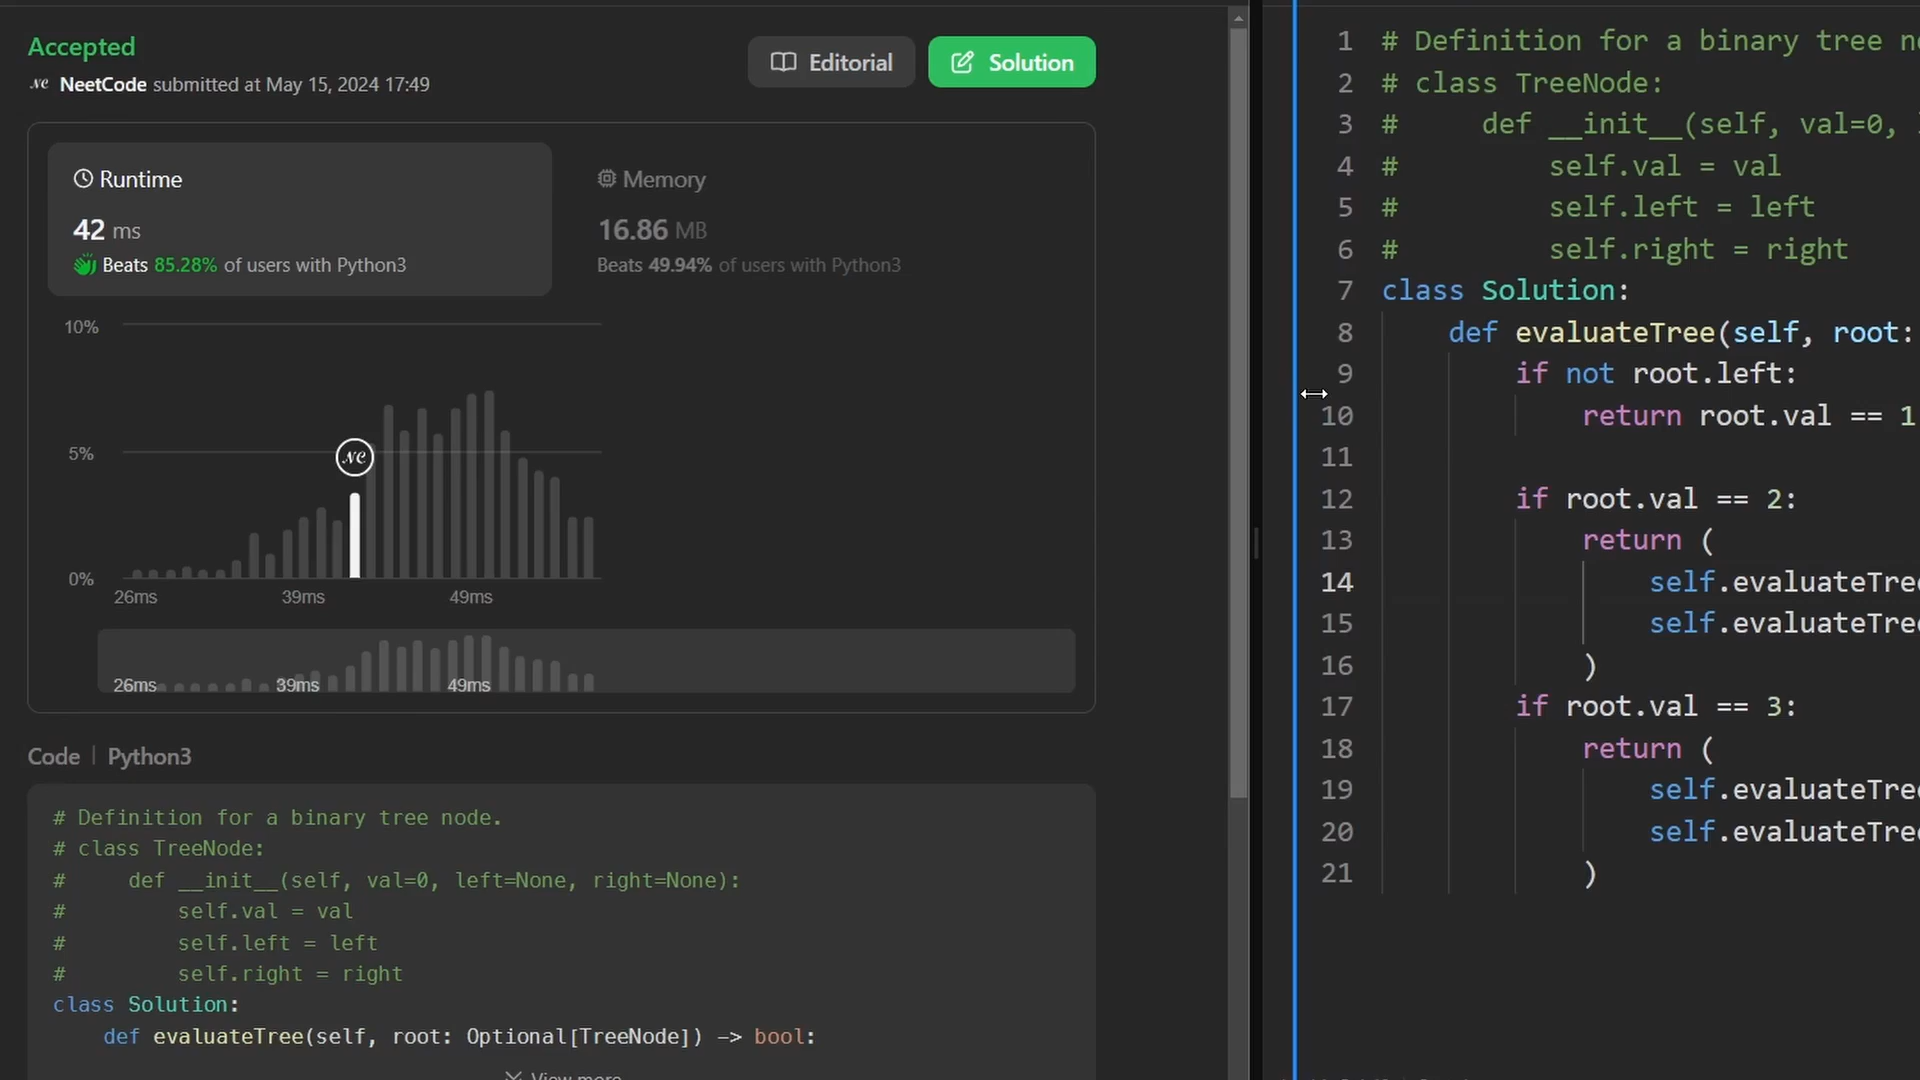 Accepted
NeetCode submitted at May 15, 2024 17:49
Editorial
Solution
Runtime
42 ms
Beats 85.28% of users with Python3
Memory
16.86 MB
Beats 49.94% of users with Python3
10%
5%
NC
0%
26ms 39ms 49ms
26ms 39ms 49ms
Code | Python3
# Definition for a binary tree node.
# class TreeNode:
#     def __init__(self, val=0, left=None, right=None):
#         self.val = val
#         self.left = left
#         self.right = right
class Solution:
    def evaluateTree(self, root: Optional[TreeNode]) -> bool:
View more
1 # Definition for a binary tree
2 # class TreeNode:
3 #     def __init__(self, val=0,
4 #         self.val = val
5 #         self.left = left
6 #         self.right = right
7 class Solution:
8     def evaluateTree(self, root:
9         if not root.left:
10             return root.val == 1
11
12         if root.val == 2:
13             return (
14                 self.evaluateTre
15                 self.evaluateTre
16             )
17         if root.val == 3:
18             return (
19                 self.evaluateTre
20                 self.evaluateTre
21             )